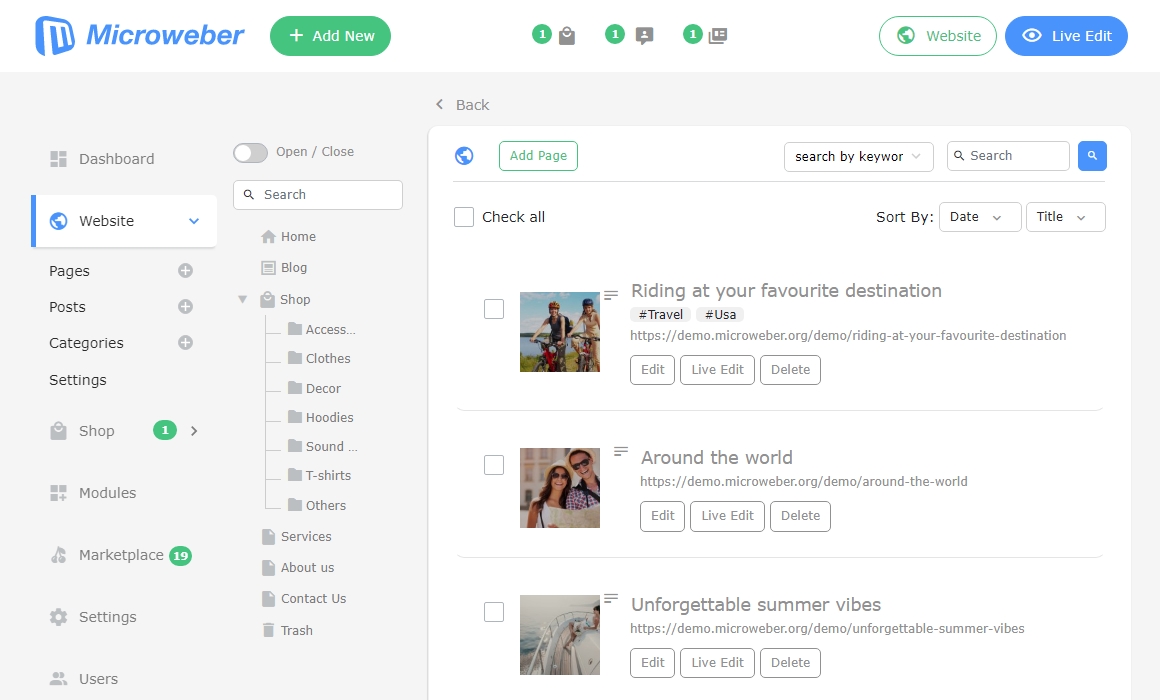 Microweber
+ Add New
1
1
1
Website
Live Edit
Back
Dashboard
Website
Pages
Posts
Categories
Settings
Shop 1
Modules
Marketplace 19
Settings
Users
Open / Close
Search
Home
Blog
Shop
Access...
Clothes
Decor
Hoodies
Sound ...
T-shirts
Others
Services
About us
Contact Us
Trash
Add Page
search by keywor
Search
Check all
Sort By:
Date
Title
Riding at your favourite destination
#Travel #Usa
https://demo.microweber.org/demo/riding-at-your-favourite-destination
Edit Live Edit Delete
Around the world
https://demo.microweber.org/demo/around-the-world
Edit Live Edit Delete
Unforgettable summer vibes
https://demo.microweber.org/demo/unforgettable-summer-vibes
Edit Live Edit Delete